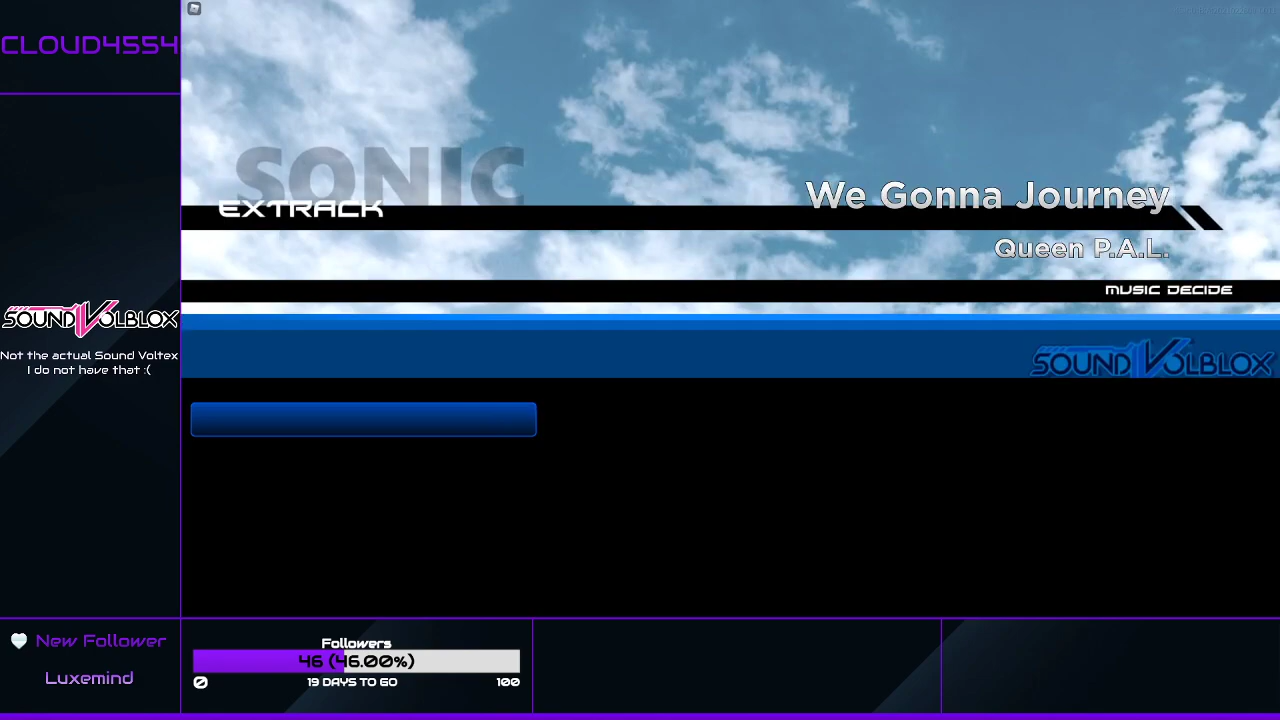 CLOUD4554
SONIC
EXTRACK
We Gonna Journey
Queen P.A.L.
MUSIC DECIDE
SOUND VOLBLOX
Not the actual Sound Voltex
I do not have that :(
SOUND VOLBLOX
New Follower
Luxemind
Followers
46 (46.00%)
0 19 DAYS TO GO 100